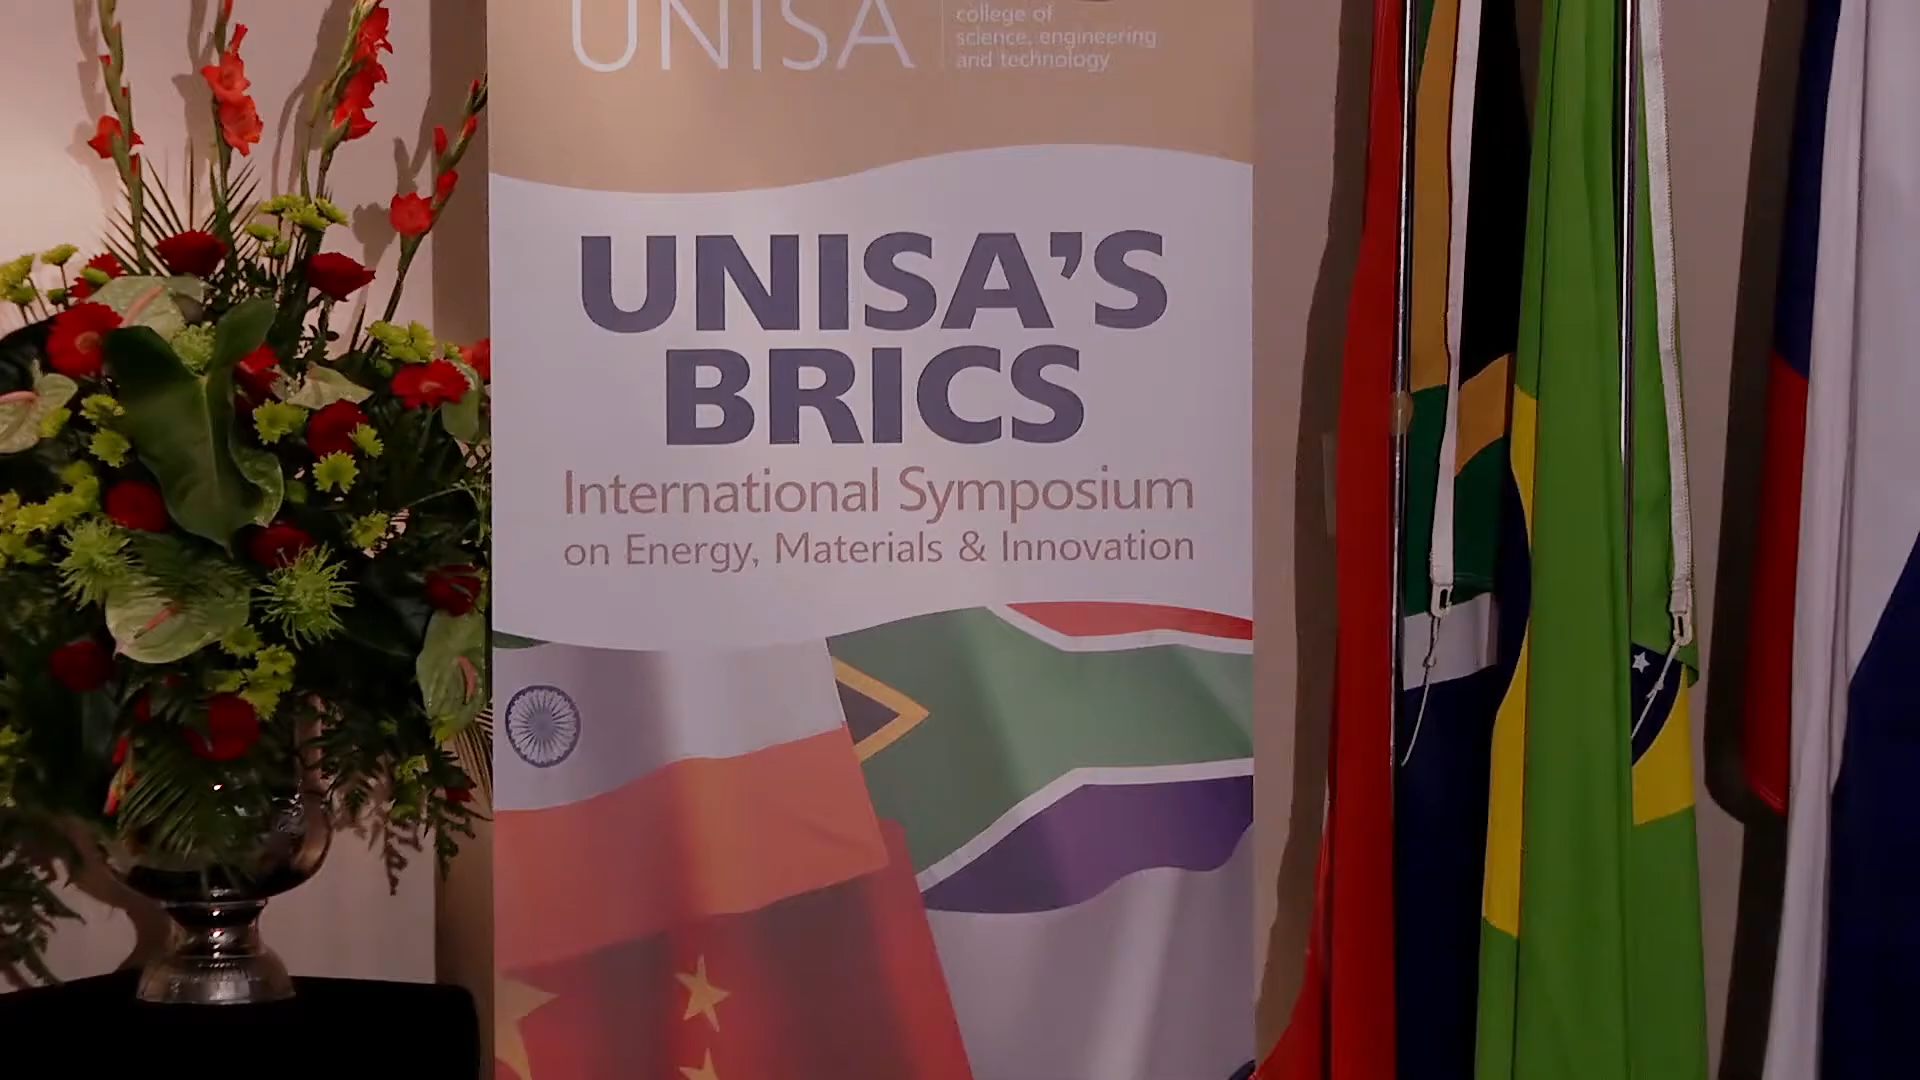 UNISA
college of
science, engineering
and technology
UNISA'S
BRICS
International Symposium
on Energy, Materials & Innovation